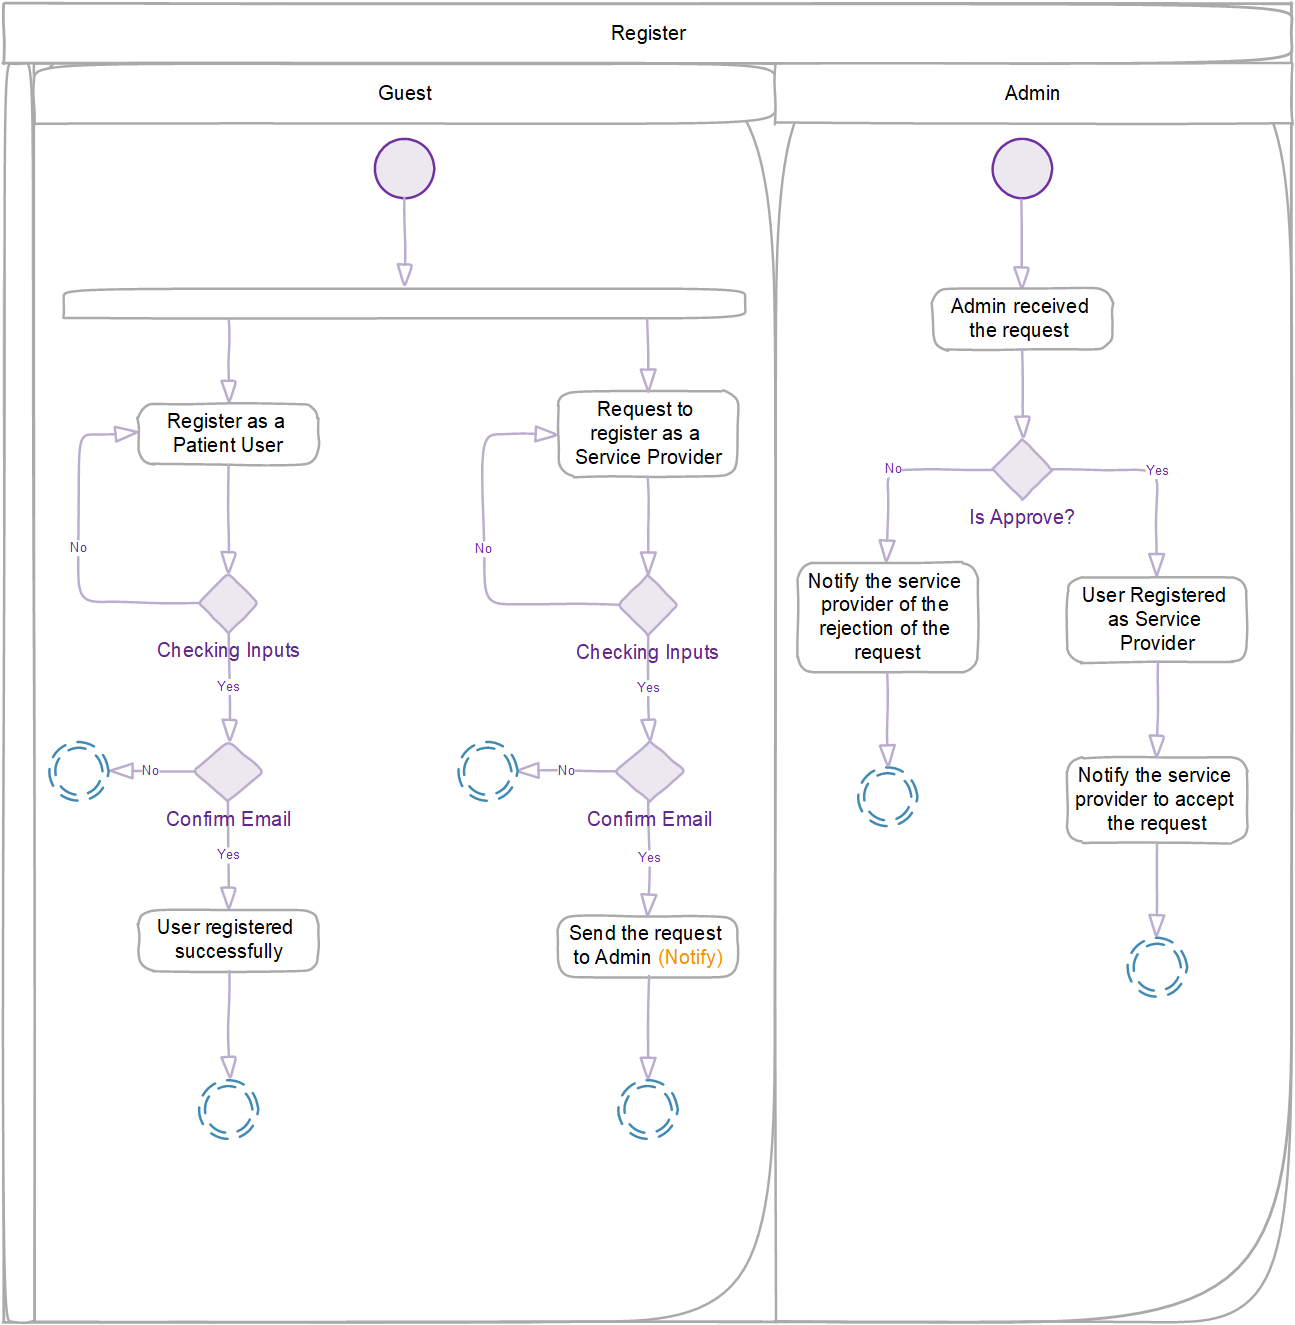 Register
Guest
Admin
Register as a
Patient User
No
Checking Inputs
Yes
No
Confirm Email
Yes
User registered
successfully
Request to
register as a
Service Provider
No
Checking Inputs
Yes
No
Confirm Email
Yes
Send the request
to Admin (Notify)
Admin received
the request
No
Yes
Is Approve?
Notify the service
provider of the
rejection of the
request
User Registered
as Service
Provider
Notify the service
provider to accept
the request